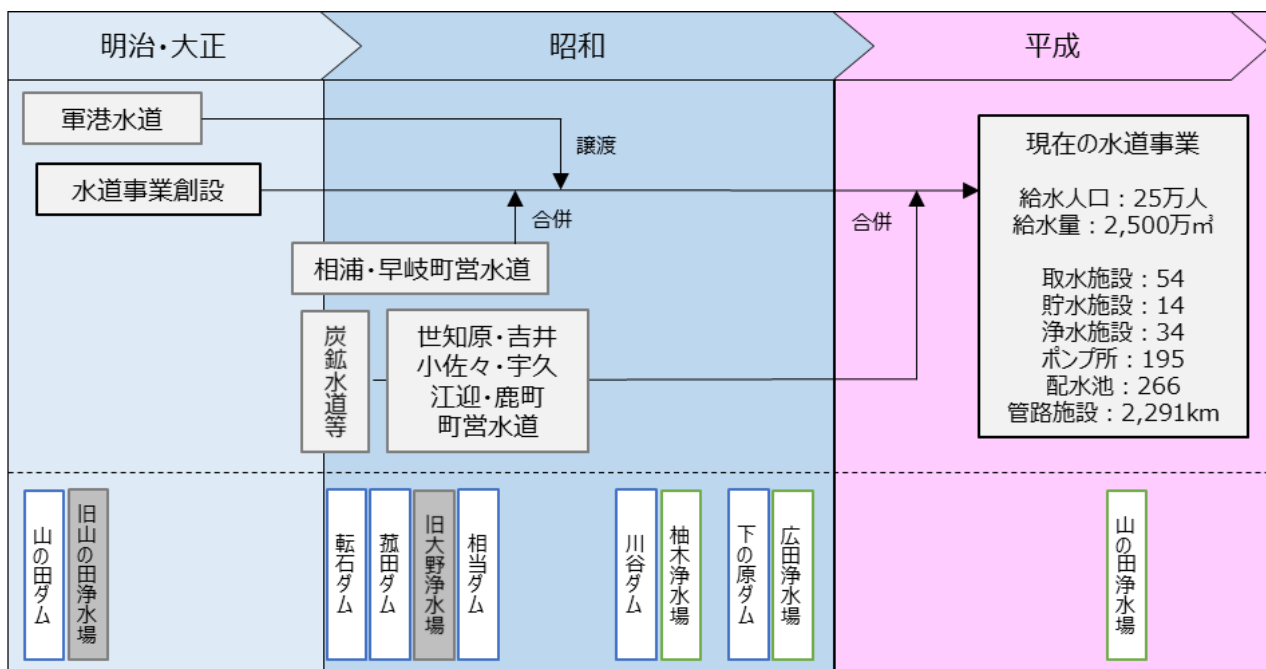 明治・大正
昭和
平成
軍港水道
譲渡
水道事業創設
合併
相浦・早岐町営水道
炭鉱水道等
世知原・吉井
小佐々・宇久
江迎・鹿町
町営水道
合併
現在の水道事業
給水人口：25万人
給水量：2,500万㎥
取水施設：54
貯水施設：14
浄水施設：34
ポンプ所：195
配水池：266
管路施設：2,291km
山の田ダム
旧山の田浄水場
転石ダム
菰田ダム
旧大野浄水場
相当ダム
川谷ダム
柚木浄水場
下の原ダム
広田浄水場
山の田浄水場